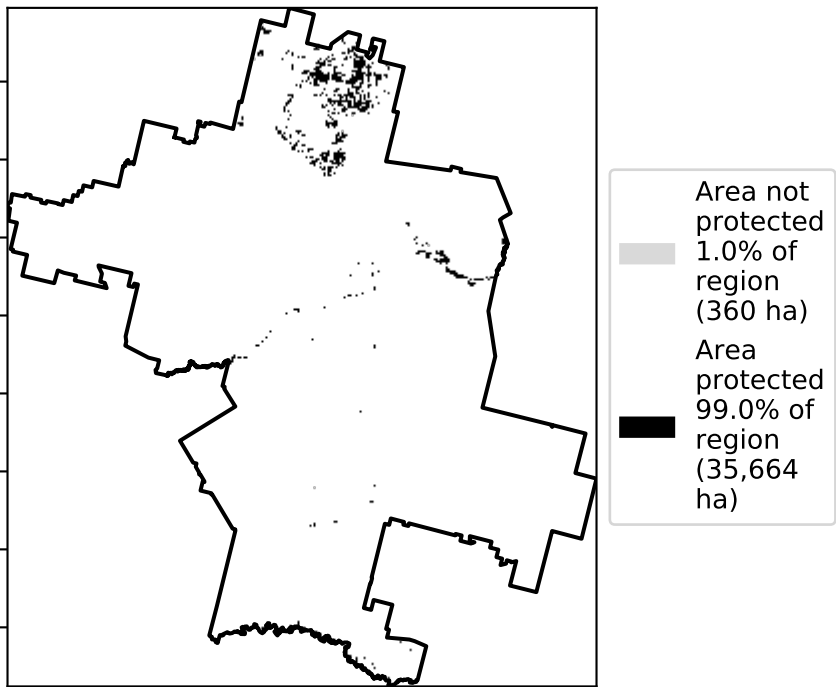 Area not
protected
1.0% of
region
(360 ha)
Area
protected
99.0% of
region
(35,664
ha)